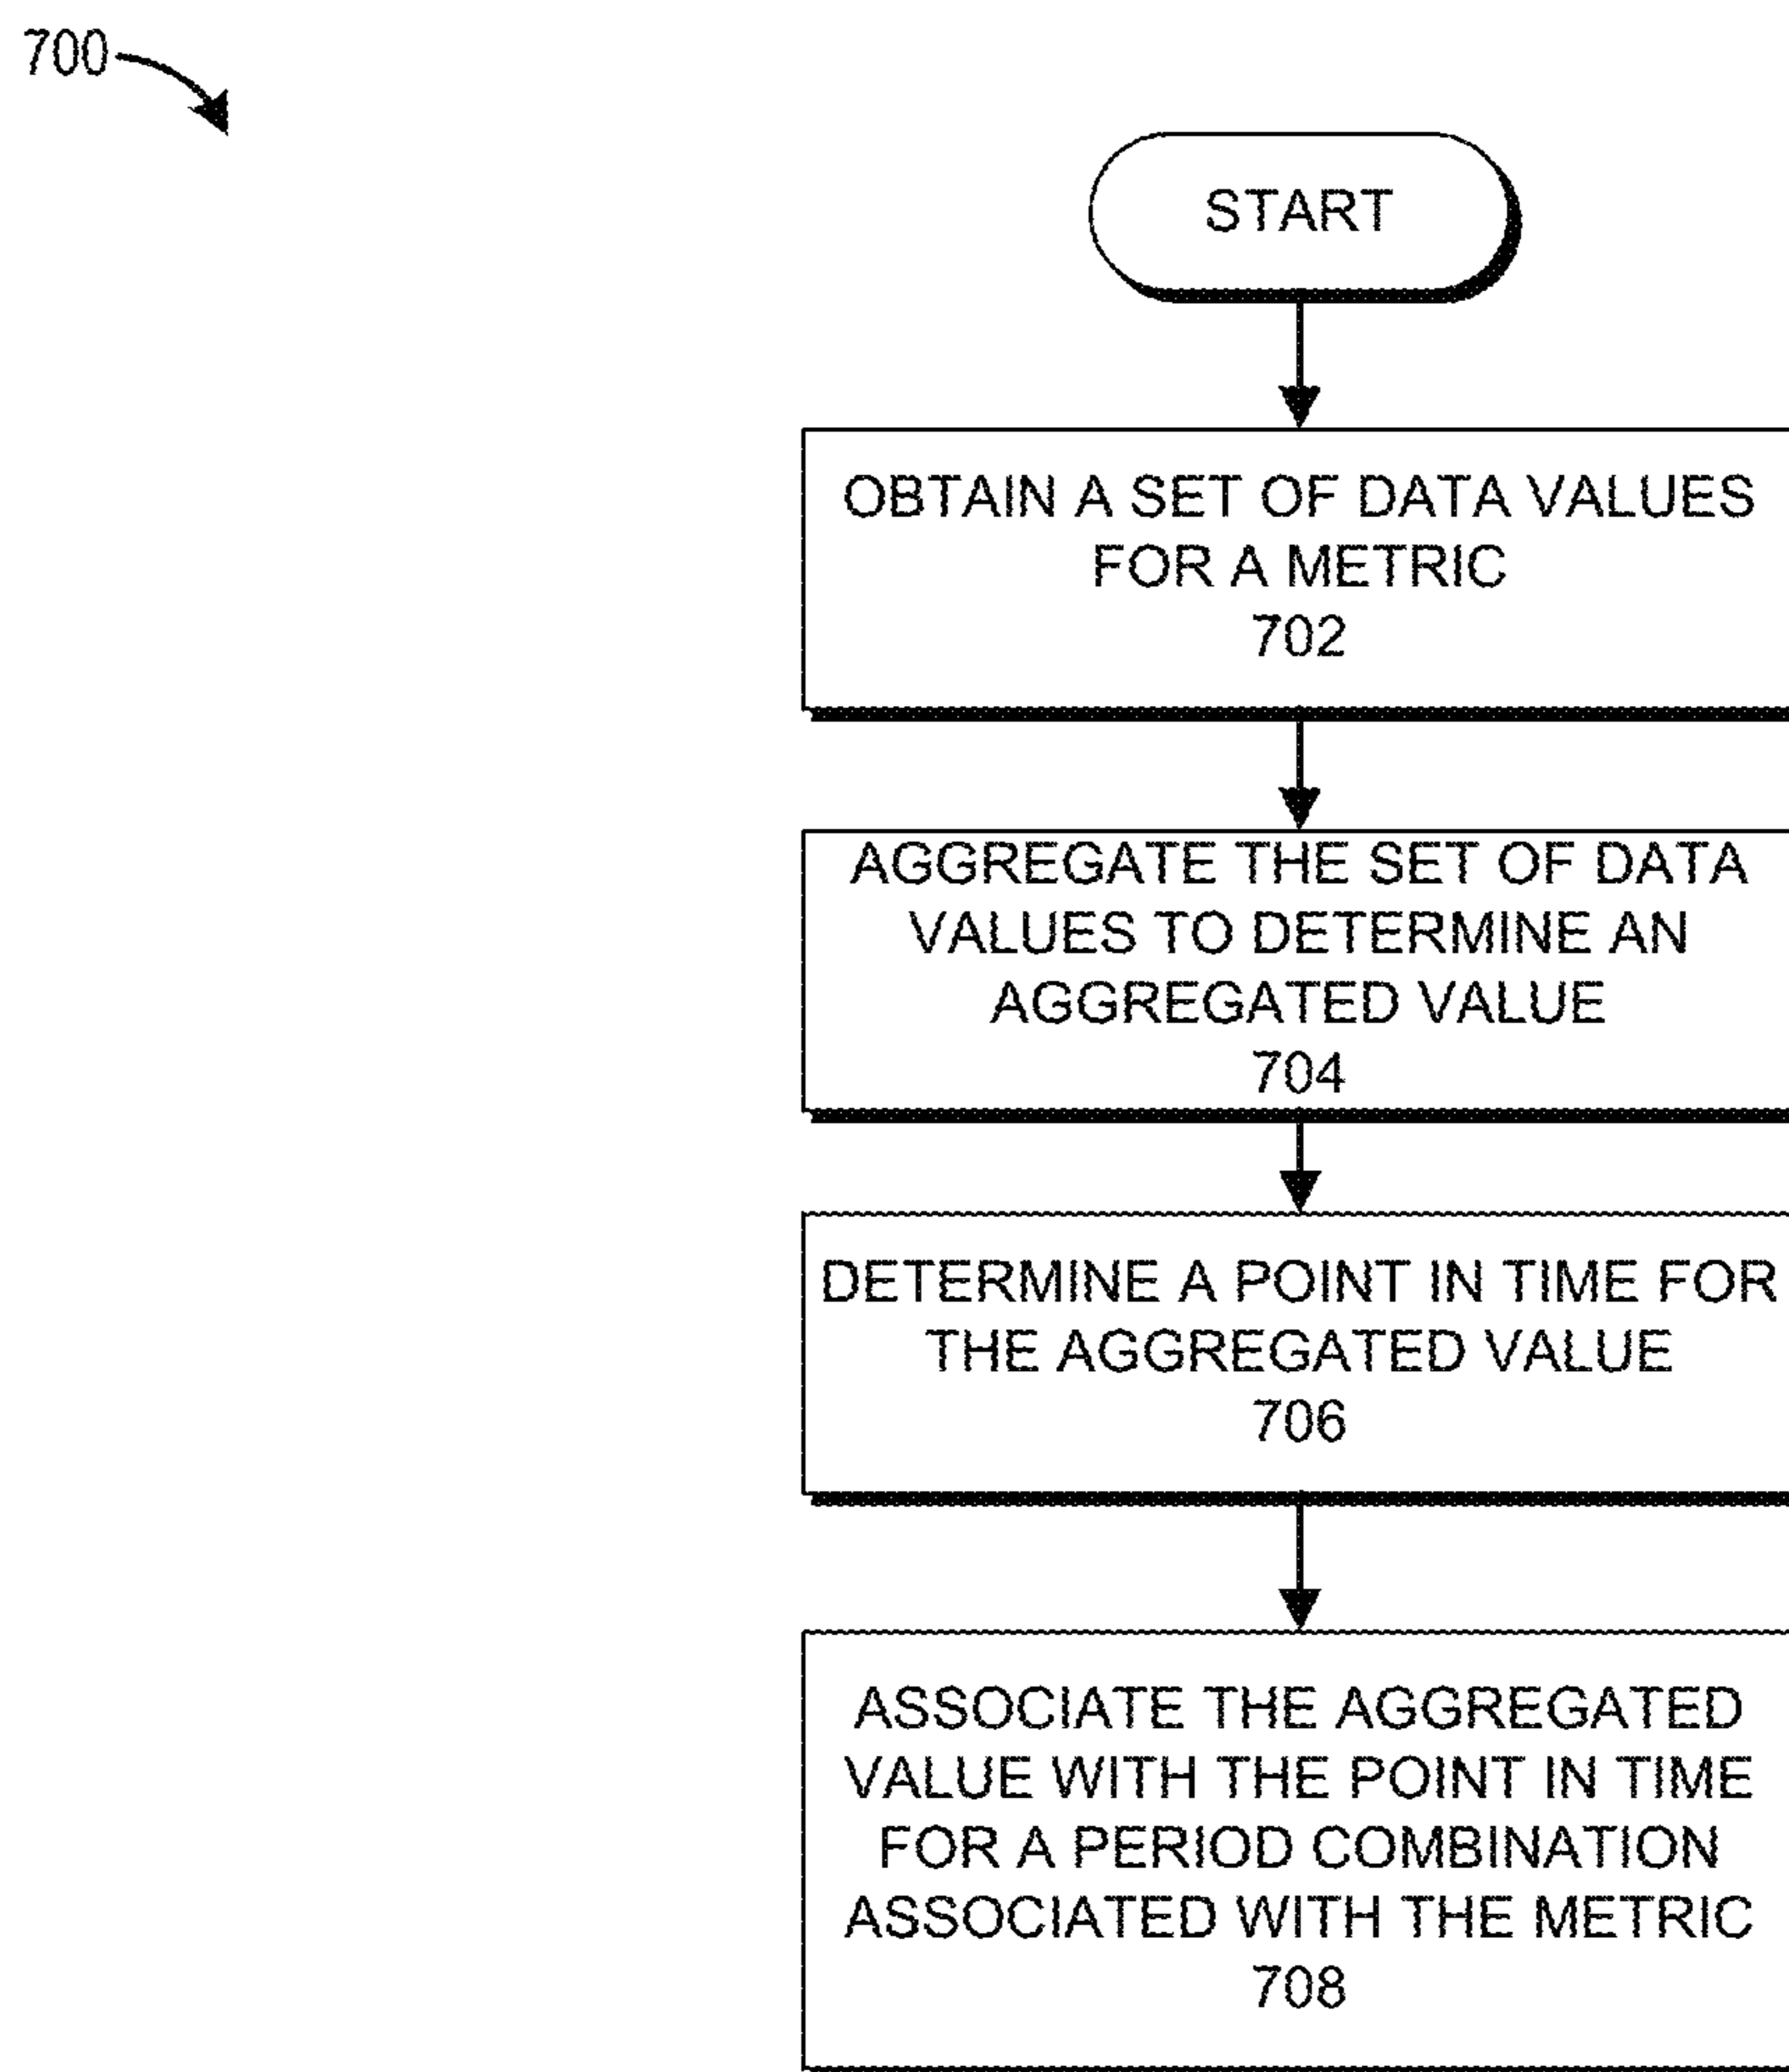 700
START
OBTAIN A SET OF DATA VALUES
FOR A METRIC
702
AGGREGATE THE SET OF DATA
VALUES TO DETERMINE AN
AGGREGATED VALUE
704
DETERMINE A POINT IN TIME FOR
THE AGGREGATED VALUE
706
ASSOCIATE THE AGGREGATED
VALUE WITH THE POINT IN TIME
FOR A PERIOD COMBINATION
ASSOCIATED WITH THE METRIC
708